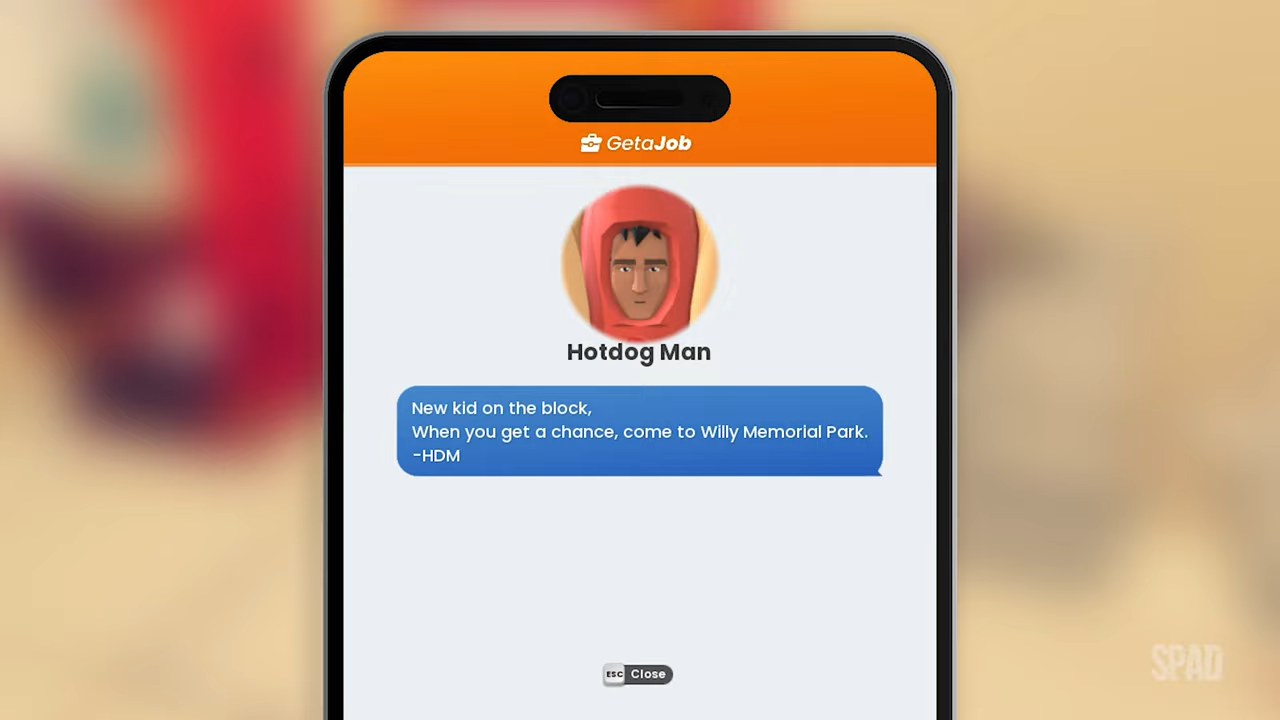 GetaJob
Hotdog Man
New kid on the block,
When you get a chance, come to Willy Memorial Park.
-HDM
ESC Close
SPAD